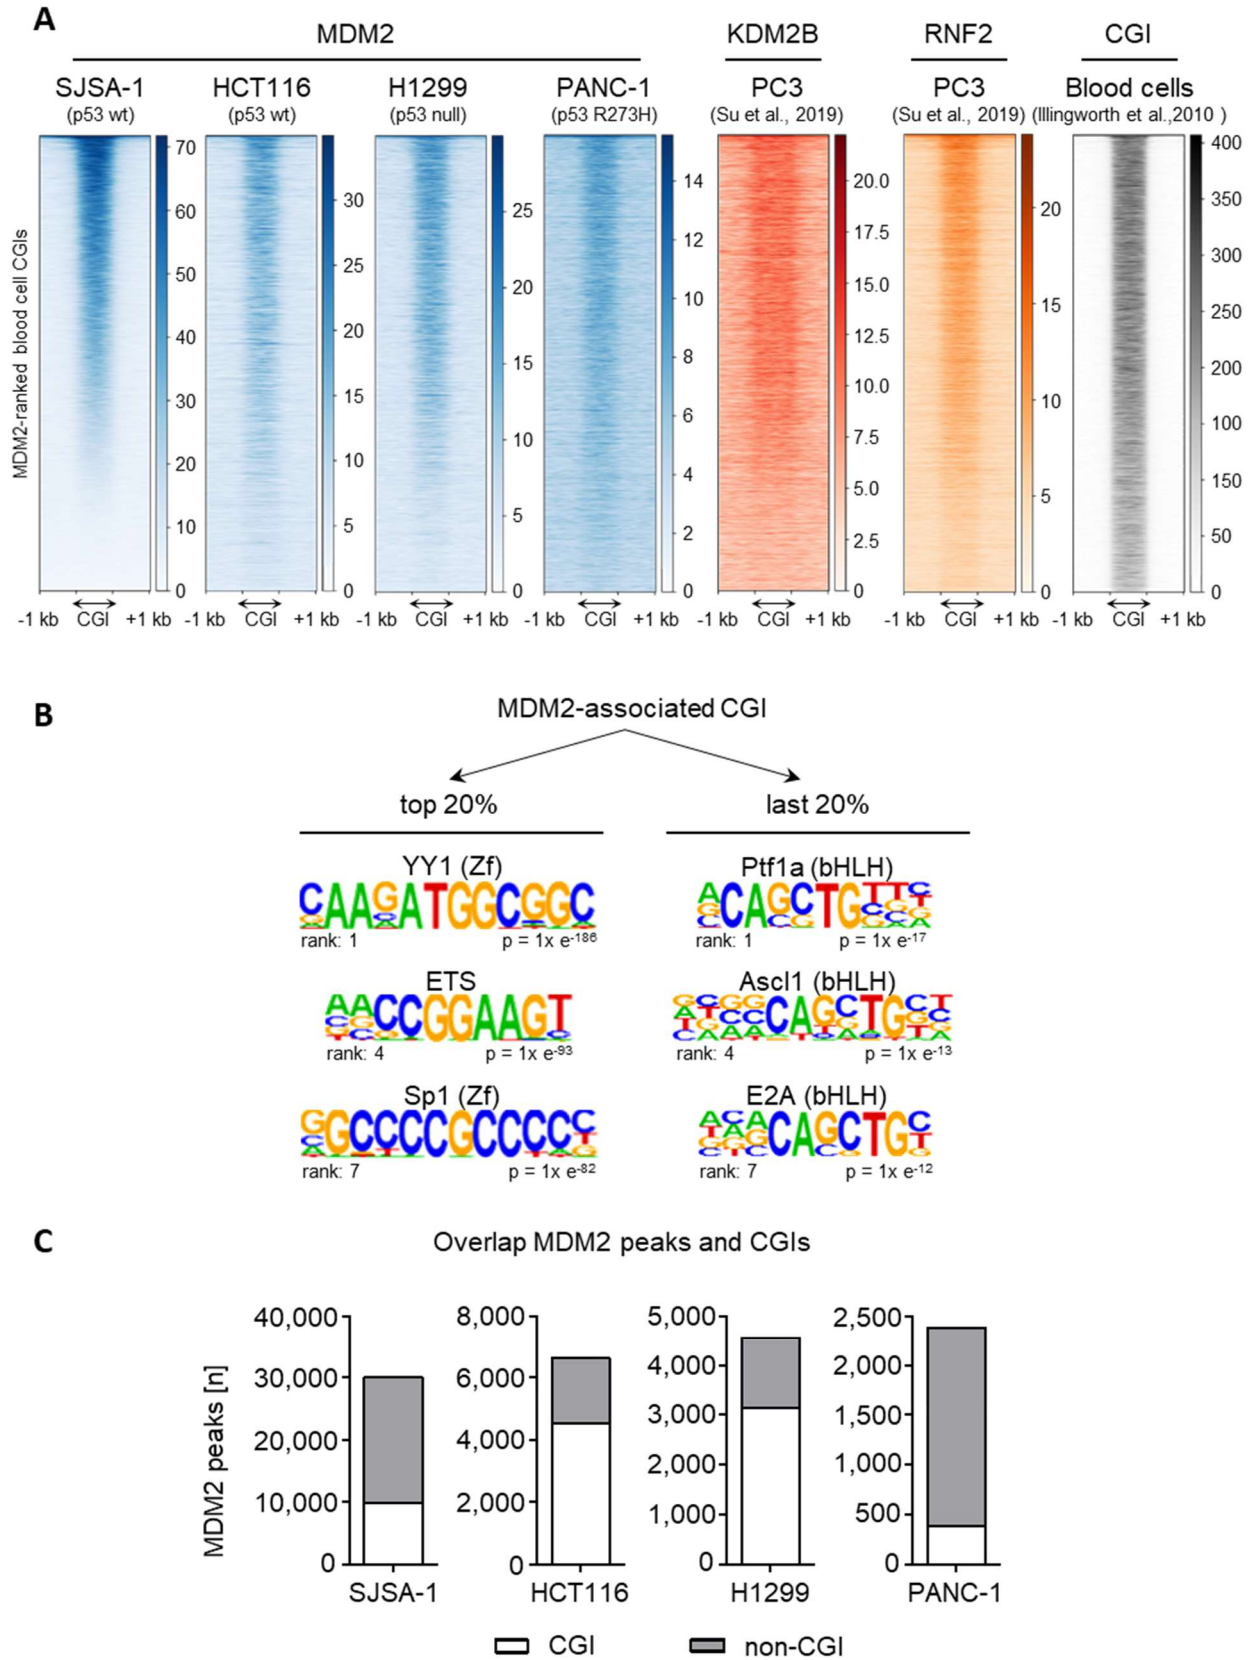 A
MDM2 KDM2B RNF2 CGI
SJSA-1 HCT116 H1299 PANC-1 PC3 PC3 Blood cells
(p53 wt) (p53 wt) (p53 null) (p53 R273H) (Su et al., 2019) (Su et al., 2019) (Illingworth et al.,2010 )
MDM2-ranked blood cell CGIs
70 60 50 40 30 20 10 0
30 25 20 15 10 5 0
25 20 15 10 5 0
14 12 10 8 6 4 2 0
20.0 17.5 15.0 12.5 10.0 7.5 5.0 2.5 0
20 15 10 5 0
400 350 300 250 200 150 100 50 0
-1 kb CGI +1 kb -1 kb CGI +1 kb -1 kb CGI +1 kb -1 kb CGI +1 kb -1 kb CGI +1 kb -1 kb CGI +1 kb -1 kb CGI +1 kb
B
MDM2-associated CGI
top 20% last 20%
YY1 (Zf) Ptf1a (bHLH)
CAAGATGGCGGC CAGCTG
rank: 1 p = 1x e-186 rank: 1 p = 1x e-17
ETS Ascl1 (bHLH)
AACCGGAAGT CAGCTG
rank: 4 p = 1x e-93 rank: 4 p = 1x e-13
Sp1 (Zf) E2A (bHLH)
GGCCCCGCCCCC CAGCTG
rank: 7 p = 1x e-82 rank: 7 p = 1x e-12
C
Overlap MDM2 peaks and CGIs
MDM2 peaks [n]
40,000 30,000 20,000 10,000 0
8,000 6,000 4,000 2,000 0
5,000 4,000 3,000 2,000 1,000 0
2,500 2,000 1,500 1,000 500 0
SJSA-1 HCT116 H1299 PANC-1
CGI non-CGI